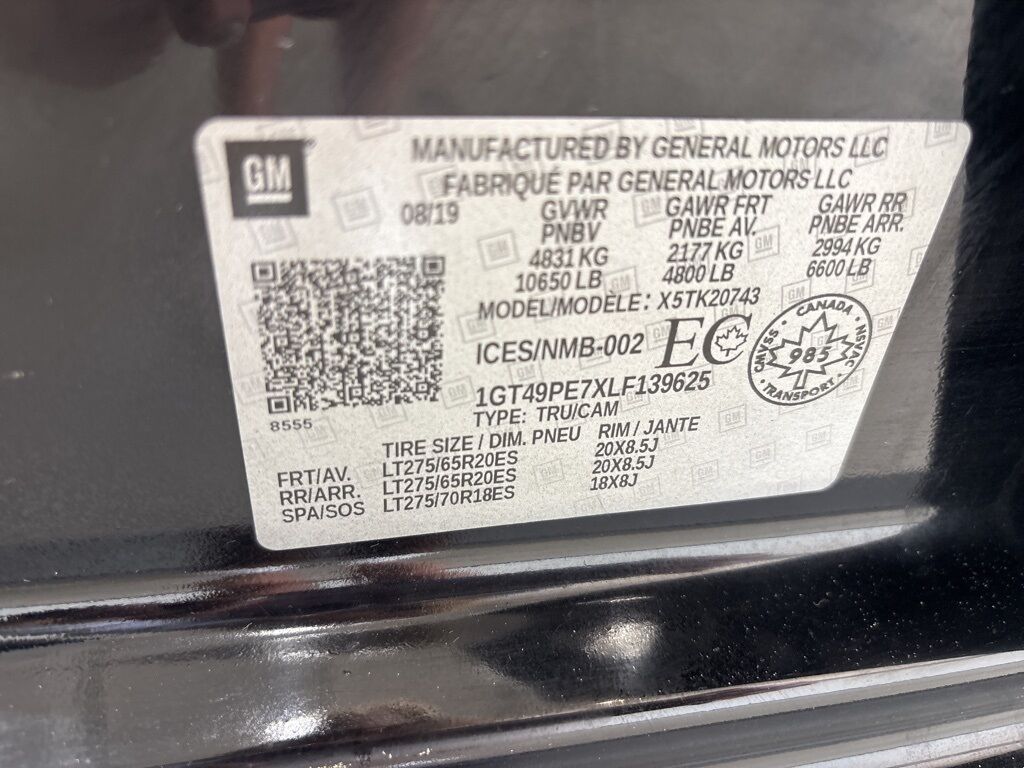 GM
MANUFACTURED BY GENERAL MOTORS LLC
FABRIQUÉ PAR GENERAL MOTORS LLC
08/19 GVWR GAWR FRT GAWR RR
PNBV PNBE AV. PNBE ARR.
4831 KG 2177 KG 2994 KG
10650 LB 4800 LB 6600 LB
MODEL/MODÈLE: X5TK20743
ICES/NMB-002 EC
CANADA
CMVSS 985 NSVAC
TRANSPORT
1GT49PE7XLF139625
TYPE: TRU/CAM
8555
TIRE SIZE / DIM. PNEU RIM / JANTE
FRT/AV. LT275/65R20ES 20X8.5J
RR/ARR. LT275/65R20ES 20X8.5J
SPA/SOS LT275/70R18ES 18X8J